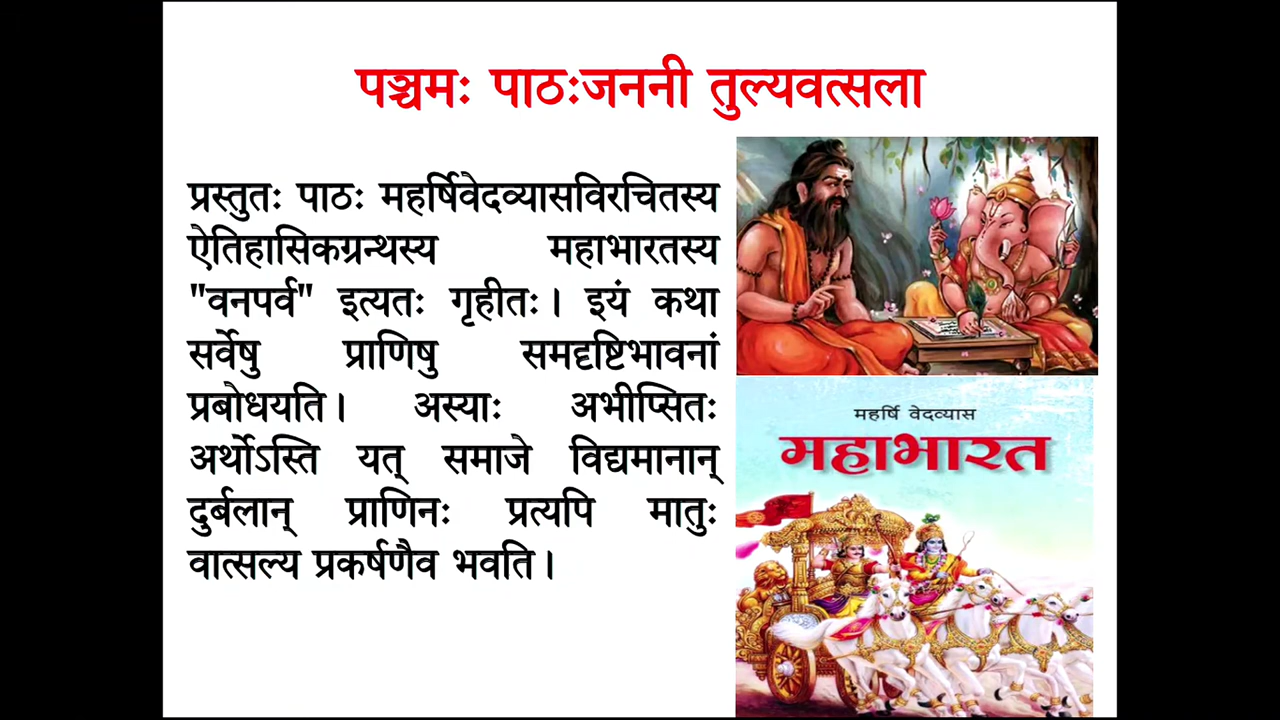 पञ्चमः पाठःजननी तुल्यवत्सला
प्रस्तुतः पाठः महर्षिवेदव्यासविरचितस्य
ऐतिहासिकग्रन्थस्य महाभारतस्य
"वनपर्व" इत्यतः गृहीतः। इयं कथा
सर्वेषु प्राणिषु समदृष्टिभावनां
प्रबोधयति। अस्याः अभीप्सितः
अर्थोऽस्ति यत् समाजे विद्यमानान्
दुर्बलान् प्राणिनः प्रत्यपि मातुः
वात्सल्य प्रकर्षणैव भवति।
महर्षि वेदव्यास
महाभारत